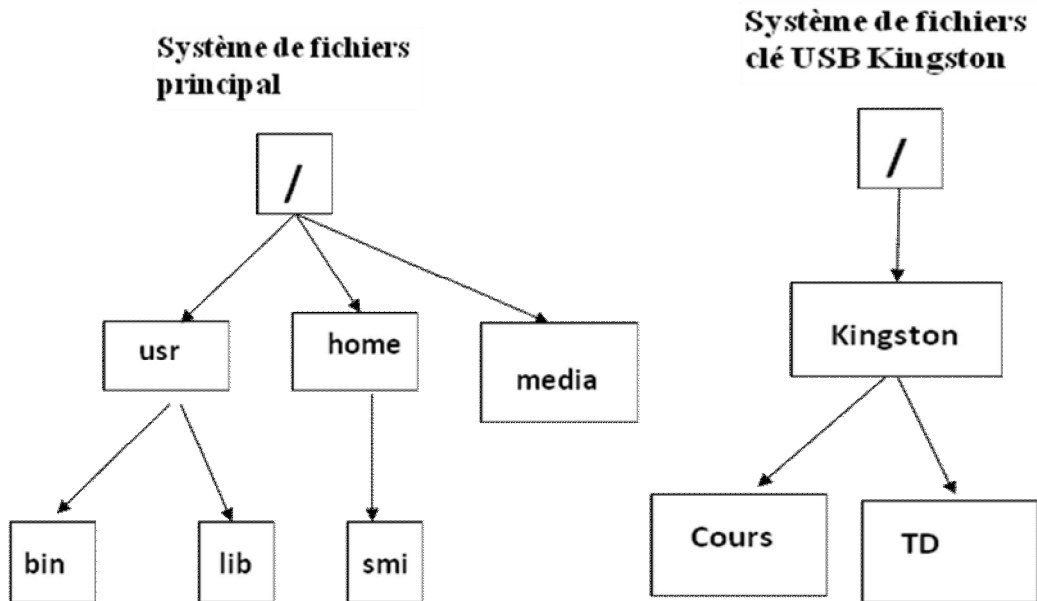 Système de fichiers
principal
Système de fichiers
clé USB Kingston
/
/
usr
home
media
Kingston
bin
lib
smi
Cours
TD